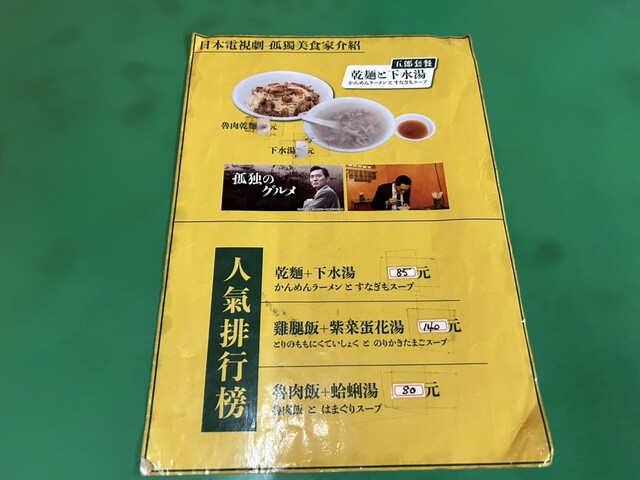 日本電視劇-孤獨美食家介紹
五郎套餐
乾麵と下水湯
かんめんラーメンと すなぎもスープ
魯肉乾麵 元
下水湯 元
孤独の
グルメ
人氣排行榜
乾麵+下水湯 85元
かんめんラーメン と すなぎもスープ
雞腿飯+紫菜蛋花湯 140元
とりのももにくていしょく と のりかきたまごスープ
魯肉飯+蛤蜊湯 80元
魯肉飯 と はまぐりスープ